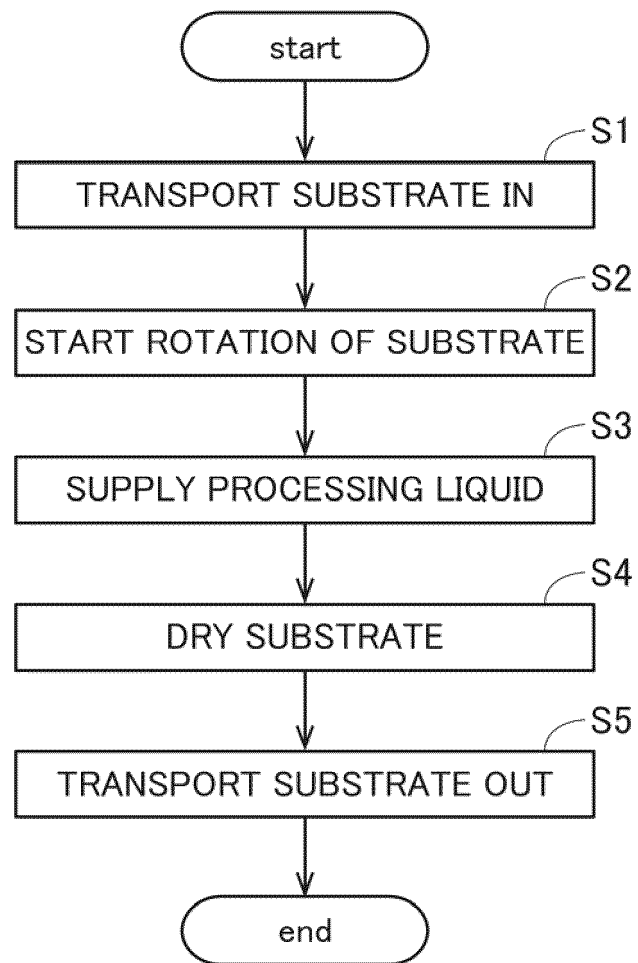 start
S1
TRANSPORT SUBSTRATE IN
S2
START ROTATION OF SUBSTRATE
S3
SUPPLY PROCESSING LIQUID
S4
DRY SUBSTRATE
S5
TRANSPORT SUBSTRATE OUT
end